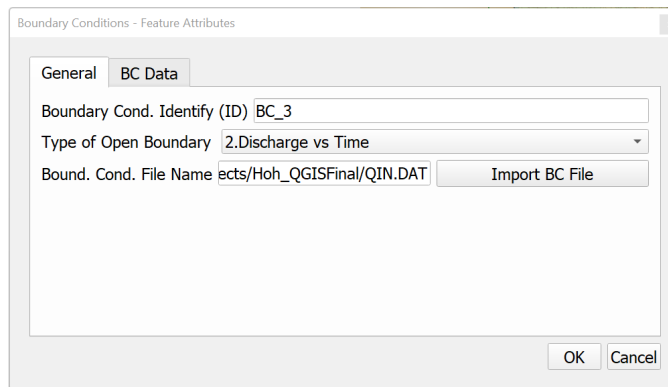 Boundary Conditions - Feature Attributes
General BC Data
Boundary Cond. Identify (ID) BC_3
Type of Open Boundary 2.Discharge vs Time
Bound. Cond. File Name ects/Hoh_QGISFinal/QIN.DAT Import BC File
OK Cancel